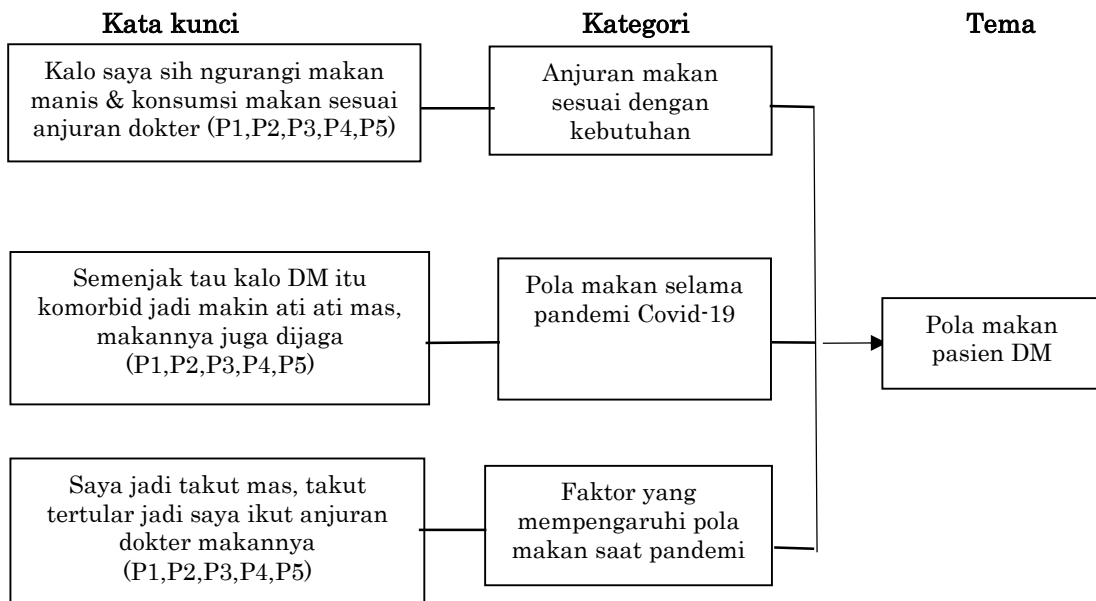 Kata kunci
Kategori
Tema
Kalo saya sih ngurangi makan
manis & konsumsi makan sesuai
anjuran dokter (P1,P2,P3,P4,P5)
Anjuran makan
sesuai dengan
kebutuhan
Semenjak tau kalo DM itu
komorbid jadi makin ati ati mas,
makannya juga dijaga
(P1,P2,P3,P4,P5)
Pola makan selama
pandemi Covid-19
Pola makan
pasien DM
Saya jadi takut mas, takut
tertular jadi saya ikut anjuran
dokter makannya
(P1,P2,P3,P4,P5)
Faktor yang
mempengaruhi pola
makan saat pandemi